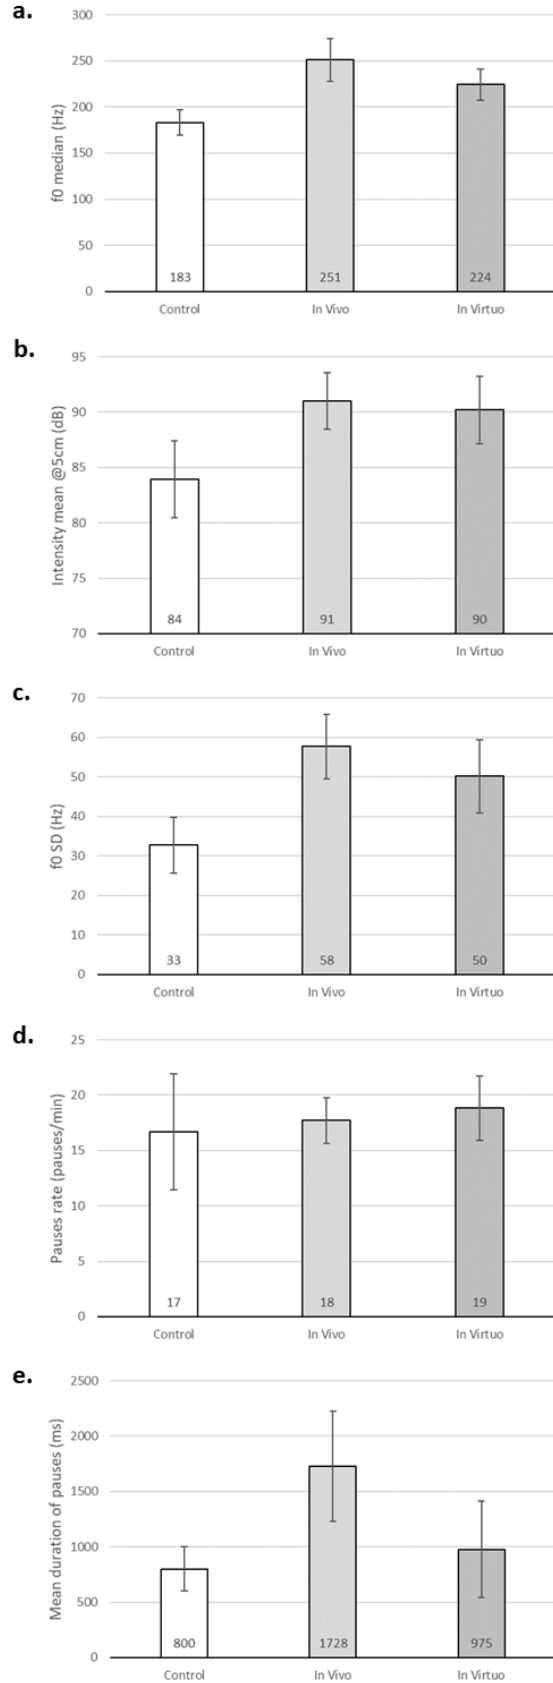 a.
f0 median (Hz)
300
250
200
150
100
50
0
183
251
224
Control
In Vivo
In Virtuo
b.
Intensity mean @5cm (dB)
95
90
85
80
75
70
84
91
90
Control
In Vivo
In Virtuo
c.
f0 SD (Hz)
70
60
50
40
30
20
10
0
33
58
50
Control
In Vivo
In Virtuo
d.
Pauses rate (pauses/min)
25
20
15
10
5
0
17
18
19
Control
In Vivo
In Virtuo
e.
Mean duration of pauses (ms)
2500
2000
1500
1000
500
0
800
1728
975
Control
In Vivo
In Virtuo